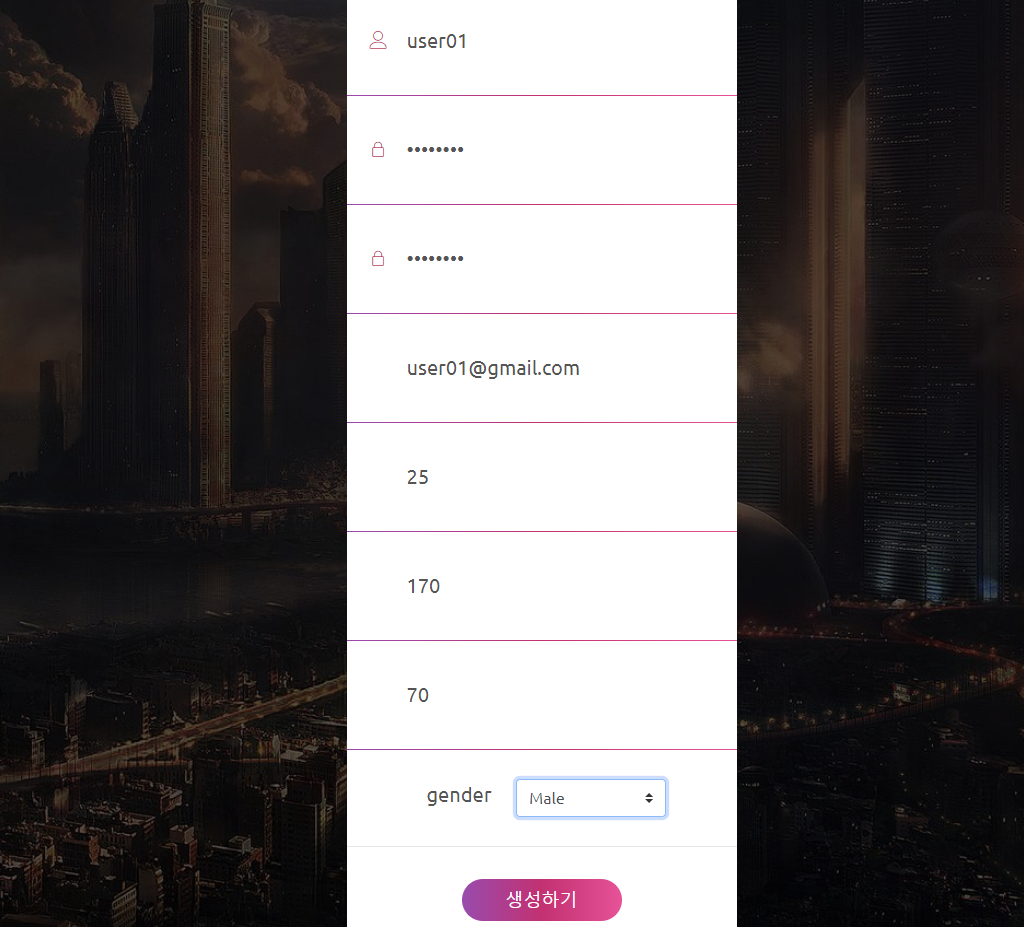 user01
••••••••
••••••••
user01@gmail.com
25
170
70
gender Male
생성하기